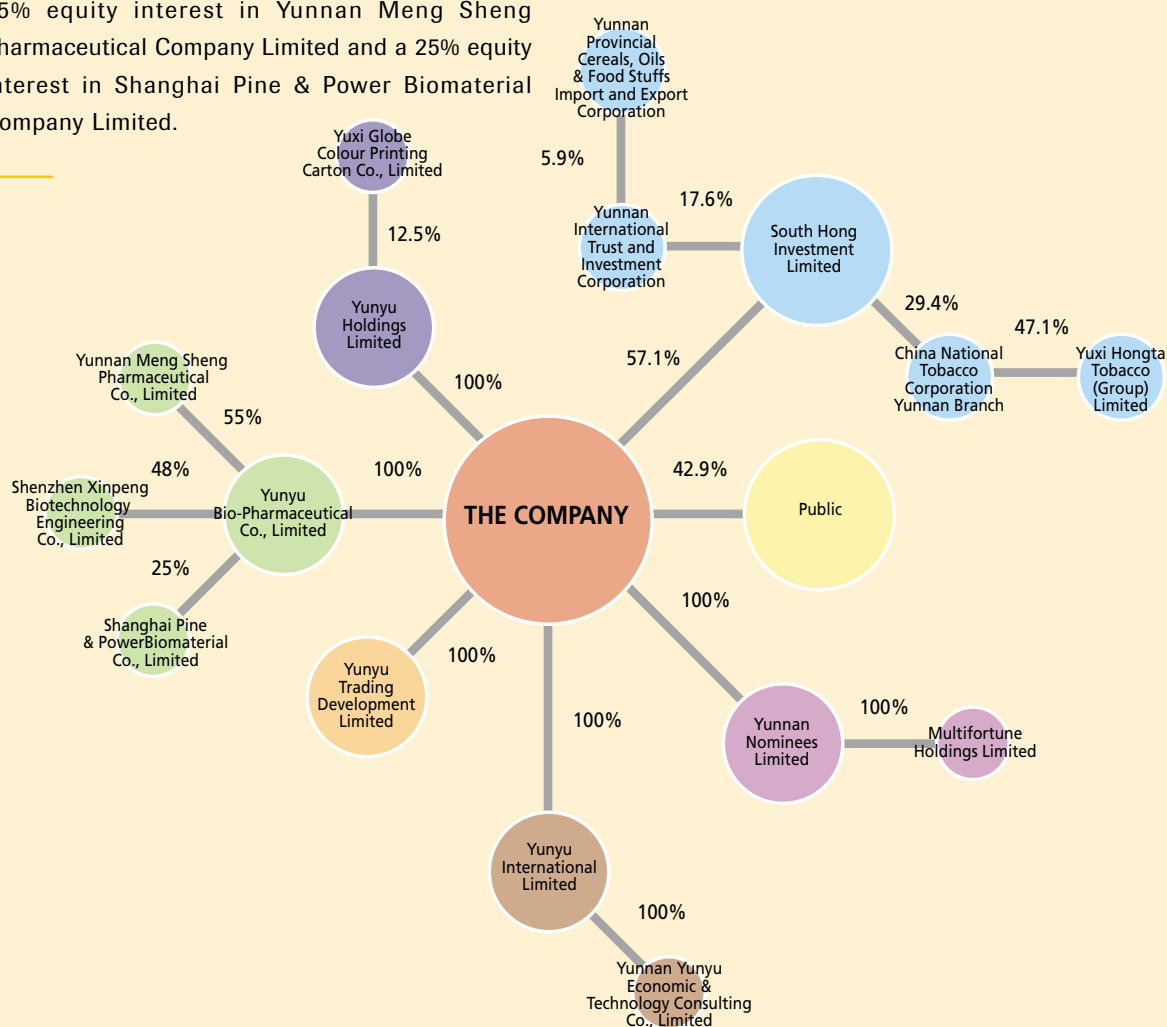 5% equity interest in Yunnan Meng Sheng
harmaceutical Company Limited and a 25% equity
nterest in Shanghai Pine & Power Biomaterial
ompany Limited.
Yunnan
Provincial
Cereals, Oils
& Food Stuffs
Import and Export
Corporation
5.9%
Yunnan
International
Trust and
Investment
Corporation
17.6%
South Hong
Investment
Limited
29.4%
China National
Tobacco
Corporation
Yunnan Branch
47.1%
Yuxi Hongta
Tobacco
(Group)
Limited
57.1%
Yuxi Globe
Colour Printing
Carton Co., Limited
12.5%
Yunyu
Holdings
Limited
100%
Yunnan Meng Sheng
Pharmaceutical
Co., Limited
55%
Shenzhen Xinpeng
Biotechnology
Engineering
Co., Limited
48%
Yunyu
Bio-Pharmaceutical
Co., Limited
100%
25%
Shanghai Pine
& PowerBiomaterial
Co., Limited
THE COMPANY
42.9%
Public
100%
Yunyu
Trading
Development
Limited
100%
Yunnan
Nominees
Limited
100%
Multifortune
Holdings Limited
100%
Yunyu
International
Limited
100%
Yunnan Yunyu
Economic &
Technology Consulting
Co., Limited